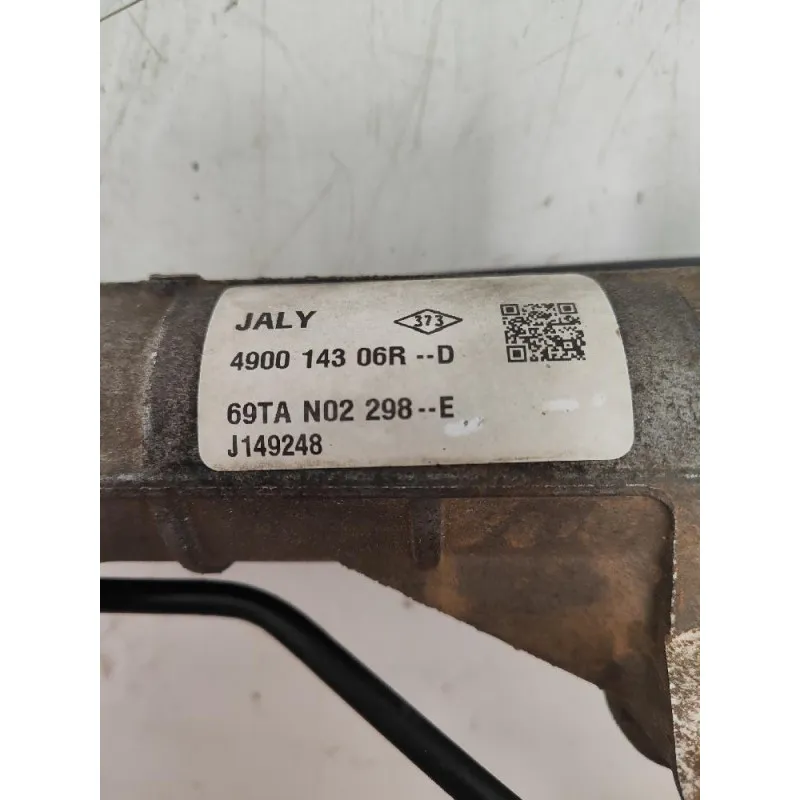 JALY 373
4900 143 06R --D
69TA N02 298--E
J149248